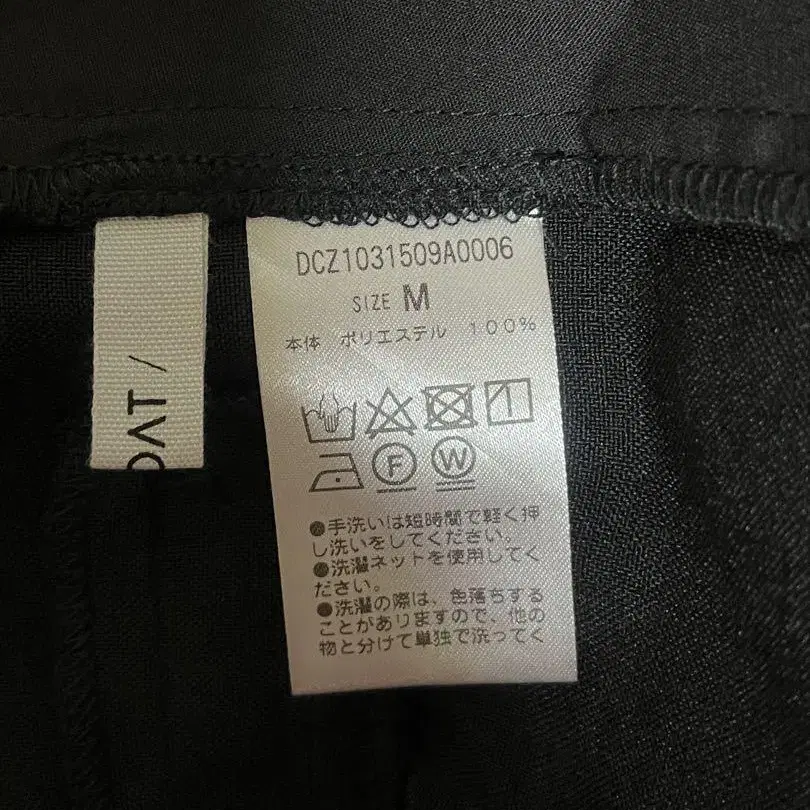 DCZ1031509A0006
SIZE M
本体 ポリエステル 100%
F W
●手洗いは短時間で軽く押
し洗いをしてください。
●洗濯ネットを使用してく
ださい。
●洗濯の際は、色落ちする
ことがありますので、他の
物と分けて単独で洗ってく